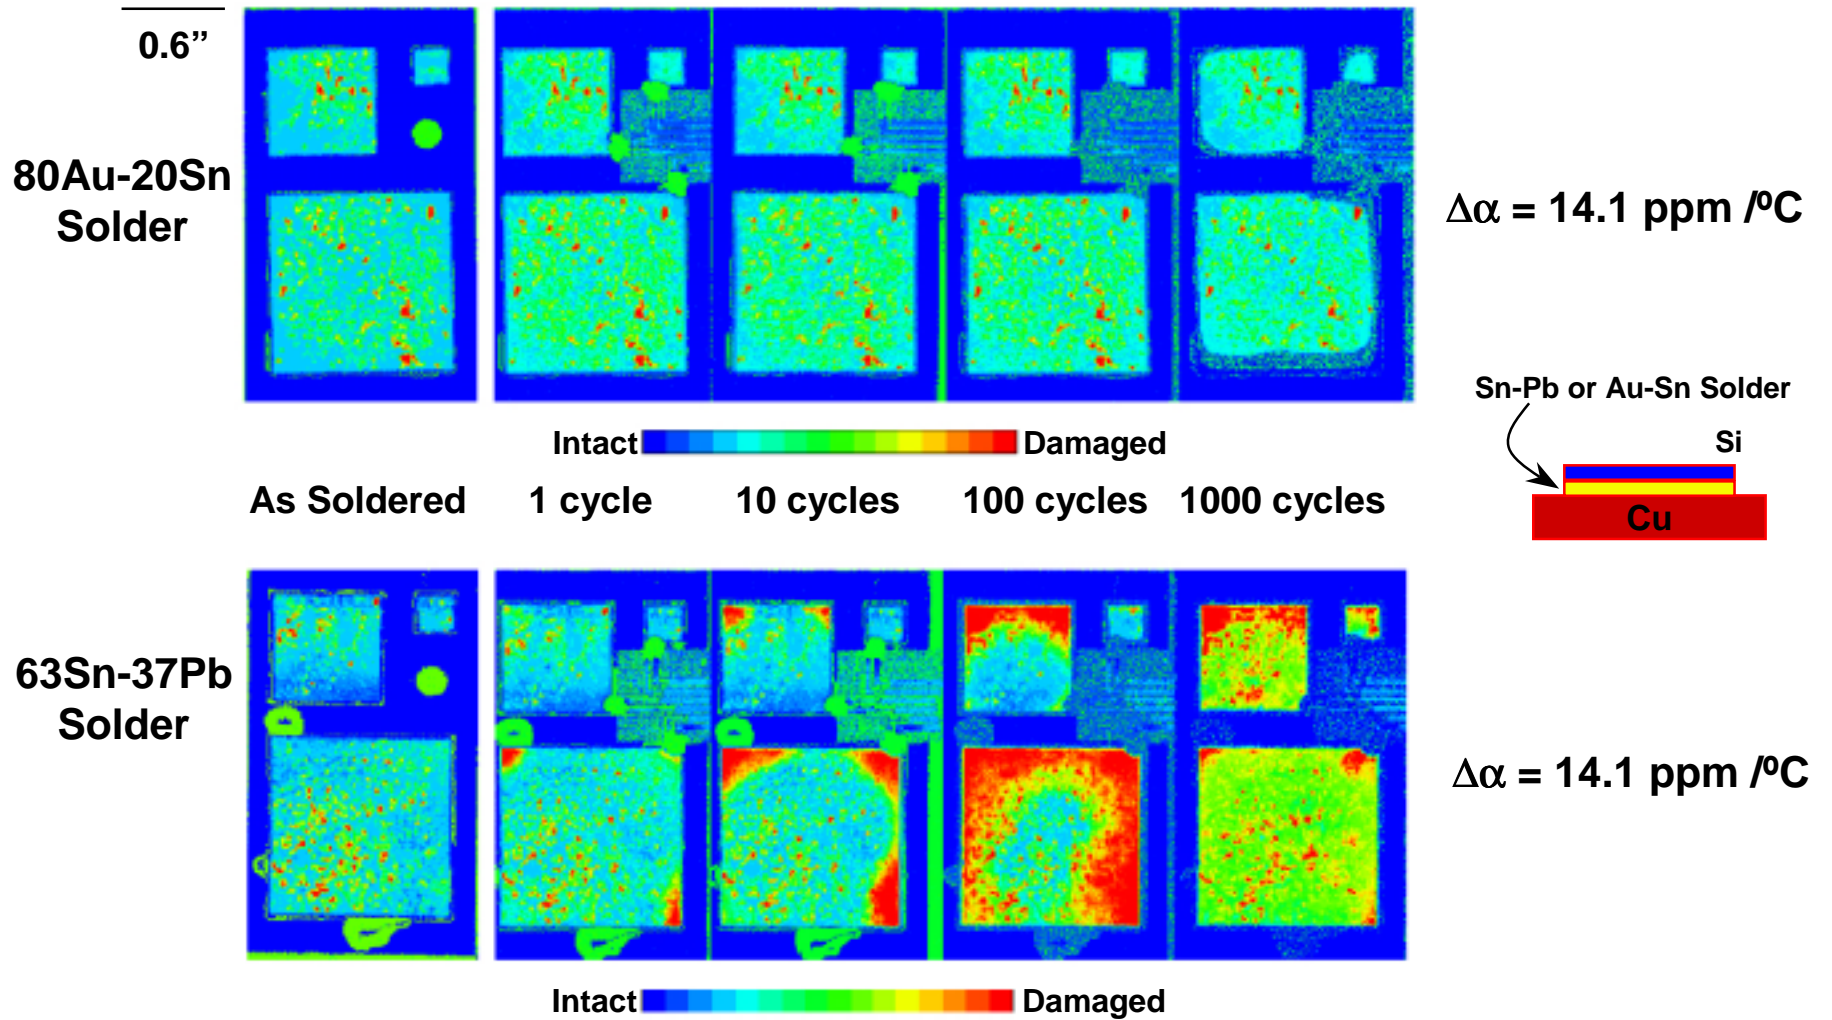 0.6”
80Au-20Sn
Solder
Δα = 14.1 ppm /ºC
Sn-Pb or Au-Sn Solder
Si
Cu
Intact
Damaged
As Soldered
1 cycle
10 cycles
100 cycles
1000 cycles
63Sn-37Pb
Solder
Δα = 14.1 ppm /ºC
Intact
Damaged